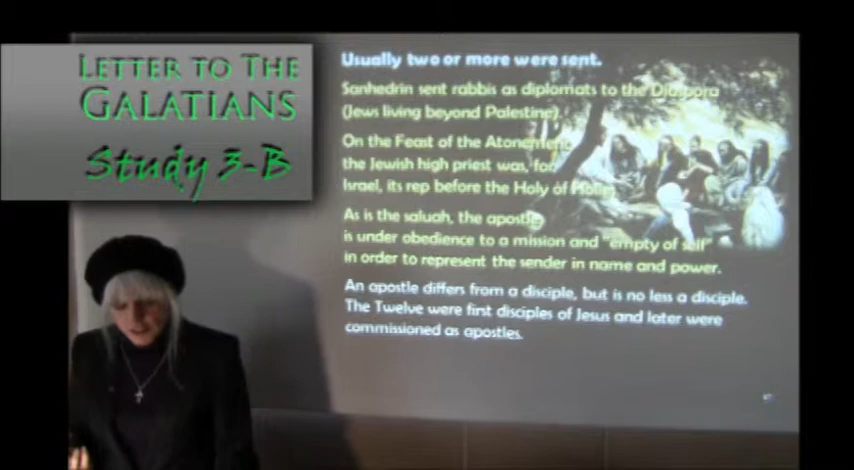 LETTER TO THE
GALATIANS
Study 3-B
Usually two or more were sent.
Sanhedrin sent rabbis as diplomats to the Diaspora
(Jews living beyond Palestine).
On the Feast of the Atonement
the Jewish high priest was, for
Israel, its rep before the Holy of Holies
As is the saluah, the apostle
is under obedience to a mission and "empty of self"
in order to represent the sender in name and power.
An apostle differs from a disciple, but is no less a disciple.
The Twelve were first disciples of Jesus and later were
commissioned as apostles.